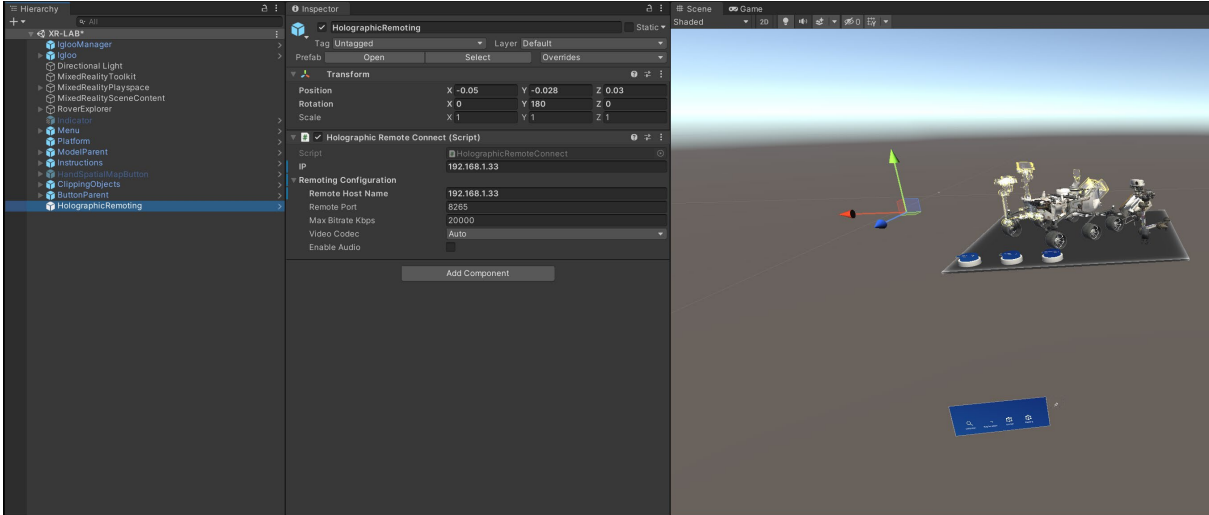 Hierarchy
All
XR-LAB*
IglooManager
Igloo
Directional Light
MixedRealityToolkit
MixedRealityPlayspace
MixedRealitySceneContent
RoverExplorer
Indicator
Menu
Platform
ModelParent
Instructions
HandSpatialMapButton
ClippingObjects
ButtonParent
HolographicRemoting
Inspector
HolographicRemoting Static
Tag Untagged Layer Default
Prefab Open Select Overrides
Transform
Position X -0.05 Y -0.028 Z 0.03
Rotation X 0 Y 180 Z 0
Scale X 1 Y 1 Z 1
# Holographic Remote Connect (Script)
Script # HolographicRemoteConnect
IP 192.168.1.33
Remoting Configuration
Remote Host Name 192.168.1.33
Remote Port 8265
Max Bitrate Kbps 20000
Video Codec Auto
Enable Audio
Add Component
Scene Game
Shaded 2D 0